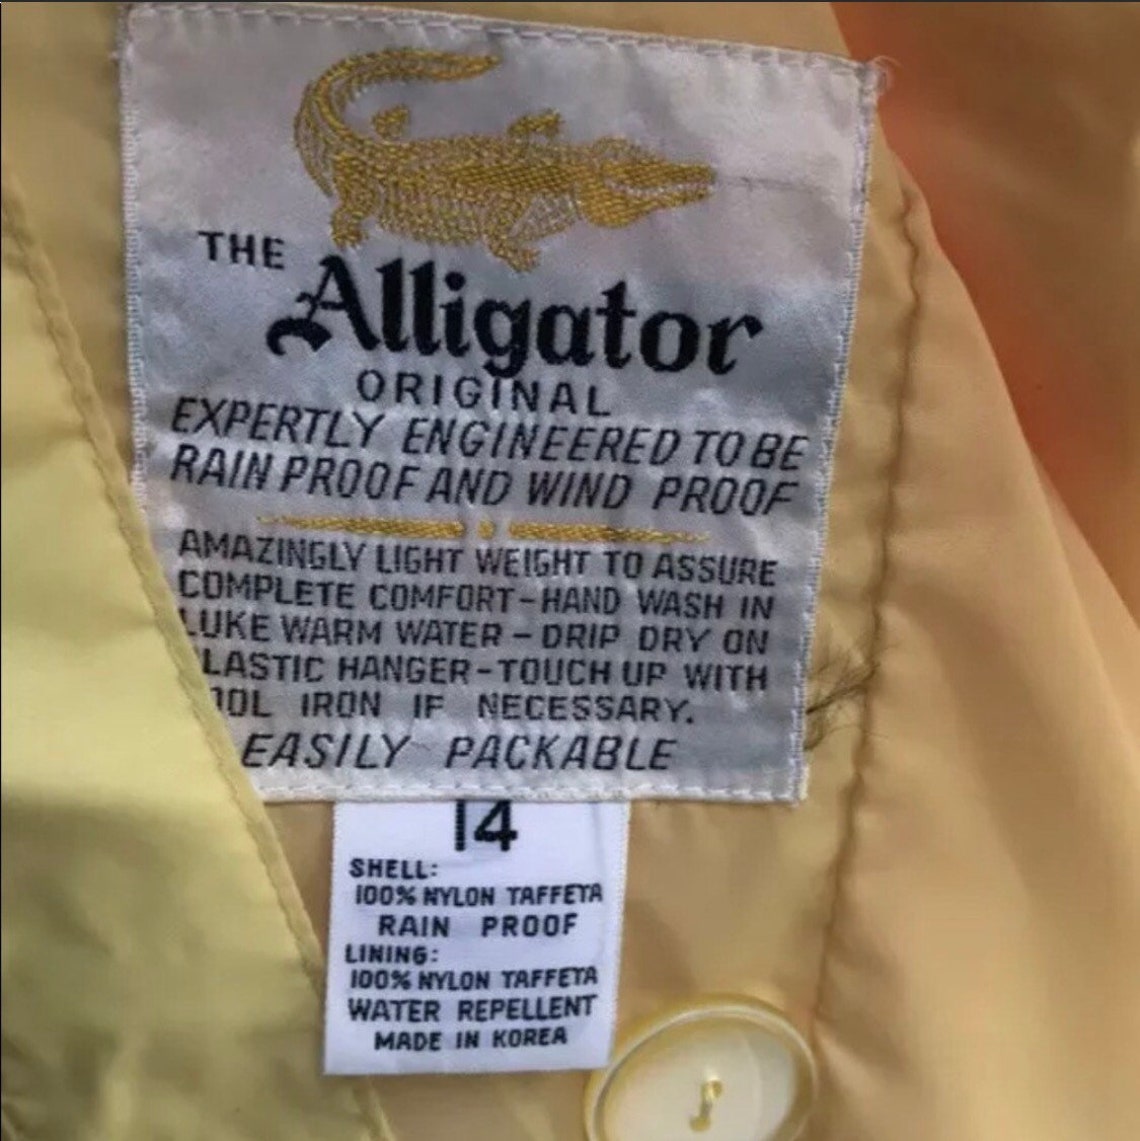 THE
Alligator
ORIGINAL
EXPERTLY ENGINEERED TO BE
RAIN PROOF AND WIND PROOF
AMAZINGLY LIGHT WEIGHT TO ASSURE
COMPLETE COMFORT-HAND WASH IN
LUKE WARM WATER - DRIP DRY ON
LASTIC HANGER-TOUCH UP WITH
OOL IRON IF NECESSARY.
EASILY PACKABLE
14
SHELL:
100% NYLON TAFFETA
RAIN PROOF
LINING:
100% NYLON TAFFETA
WATER REPELLENT
MADE IN KOREA